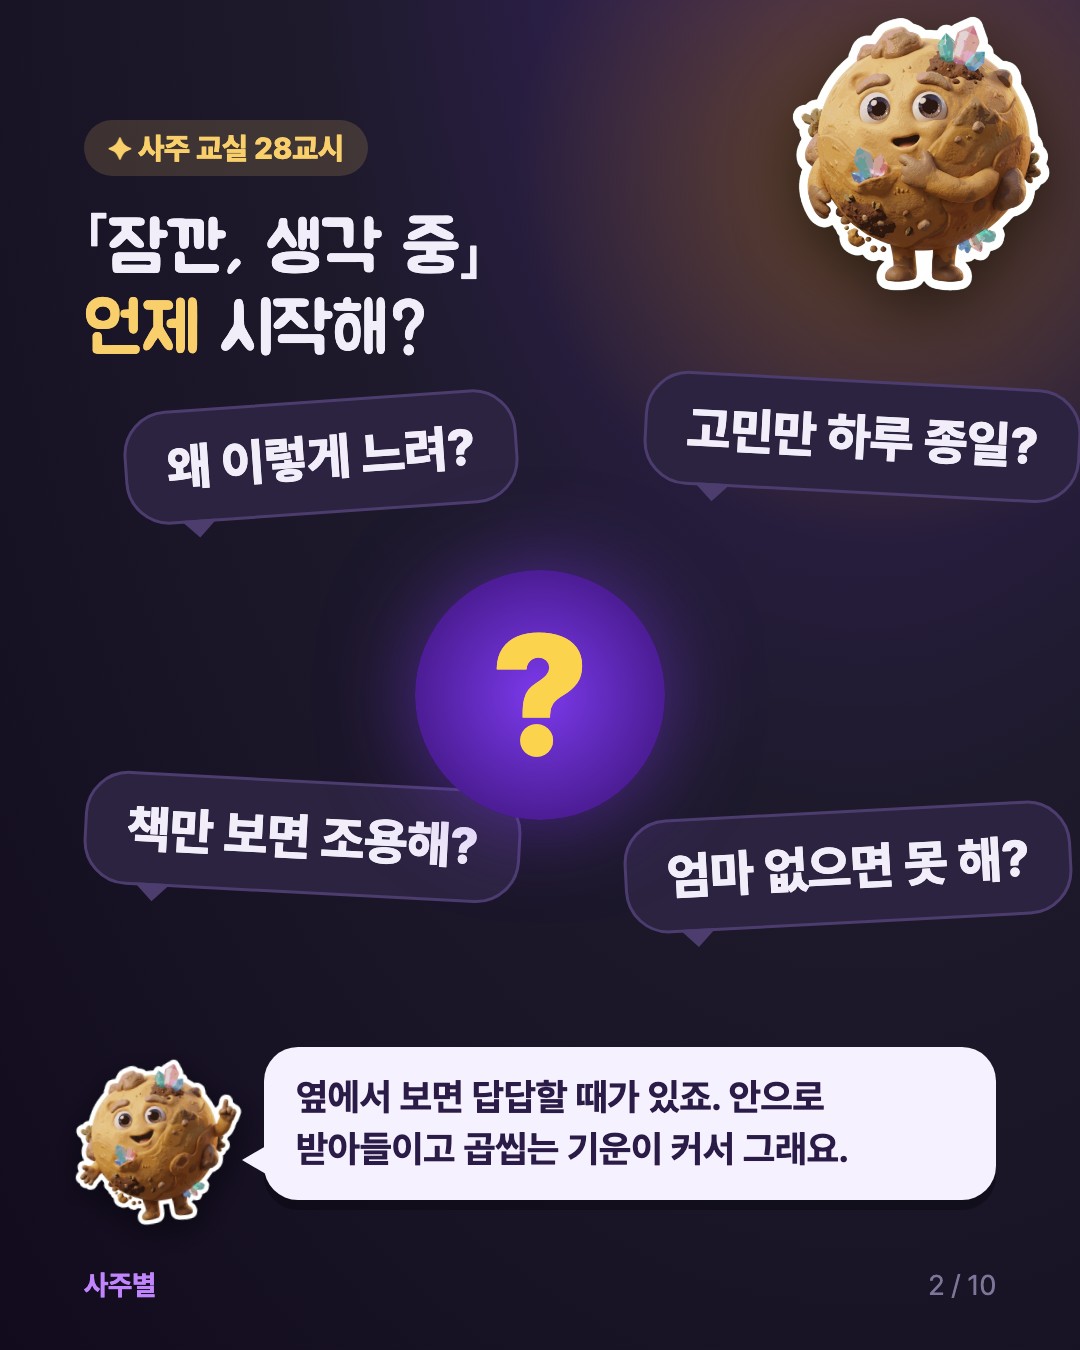 ✦ 사주 교실 28교시
「잠깐, 생각 중」
언제 시작해?
왜 이렇게 느려?
고민만 하루 종일?
?
책만 보면 조용해?
엄마 없으면 못 해?
옆에서 보면 답답할 때가 있죠. 안으로
받아들이고 곱씹는 기운이 커서 그래요.
사주별
2 / 10